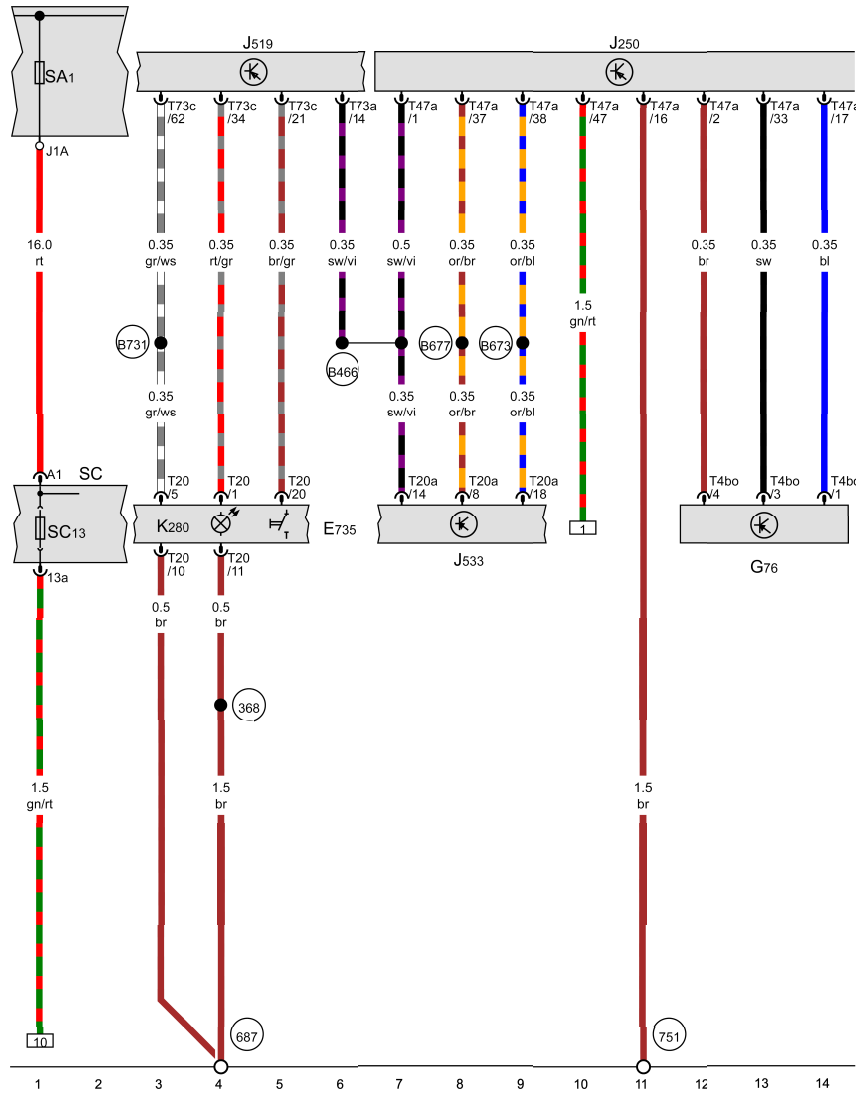 J519
J250
SA1
J1A
T73c
/62
T73c
/34
T73c
/21
T73a
/14
T47a
/1
T47a
/37
T47a
/38
T47a
/47
T47a
/16
T47a
/2
T47a
/33
T47a
/17
16.0
rt
0.35
gr/ws
0.35
rt/gr
0.35
br/gr
0.35
sw/vi
0.5
sw/vi
0.35
or/br
0.35
or/bl
1.5
gn/rt
0.35
br
0.35
sw
0.35
bl
B731
B466
B677
B673
0.35
gr/ws
0.35
sw/vi
0.35
or/br
0.35
or/bl
A1
SC
T20
/5
T20
/1
T20
/20
T20a
/14
T20a
/8
T20a
/18
T4bo
/4
T4bo
/3
T4bo
/1
SC13
K280
E735
1
13a
T20
/10
T20
/11
J533
G76
0.5
br
0.5
br
368
1.5
gn/rt
1.5
br
1.5
br
10
687
751
1 2 3 4 5 6 7 8 9 10 11 12 13 14